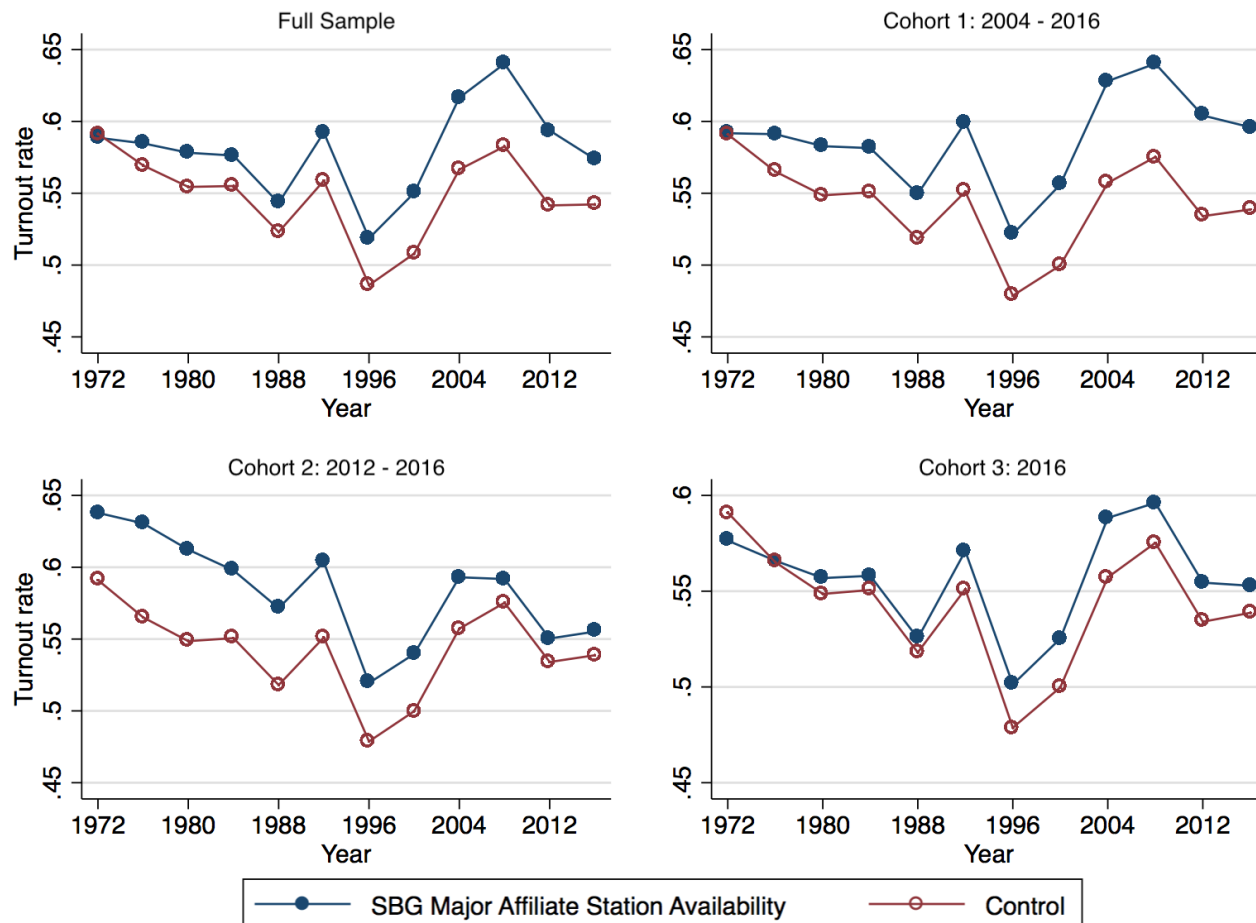 Full Sample
Turnout rate
.65
.6
.55
.5
.45
1972 1980 1988 1996 2004 2012
Year
Cohort 1: 2004 - 2016
.65
.6
.55
.5
.45
1972 1980 1988 1996 2004 2012
Year
Cohort 2: 2012 - 2016
Turnout rate
.65
.6
.55
.5
.45
1972 1980 1988 1996 2004 2012
Year
Cohort 3: 2016
.6
.55
.5
.45
1972 1980 1988 1996 2004 2012
Year
SBG Major Affiliate Station Availability Control